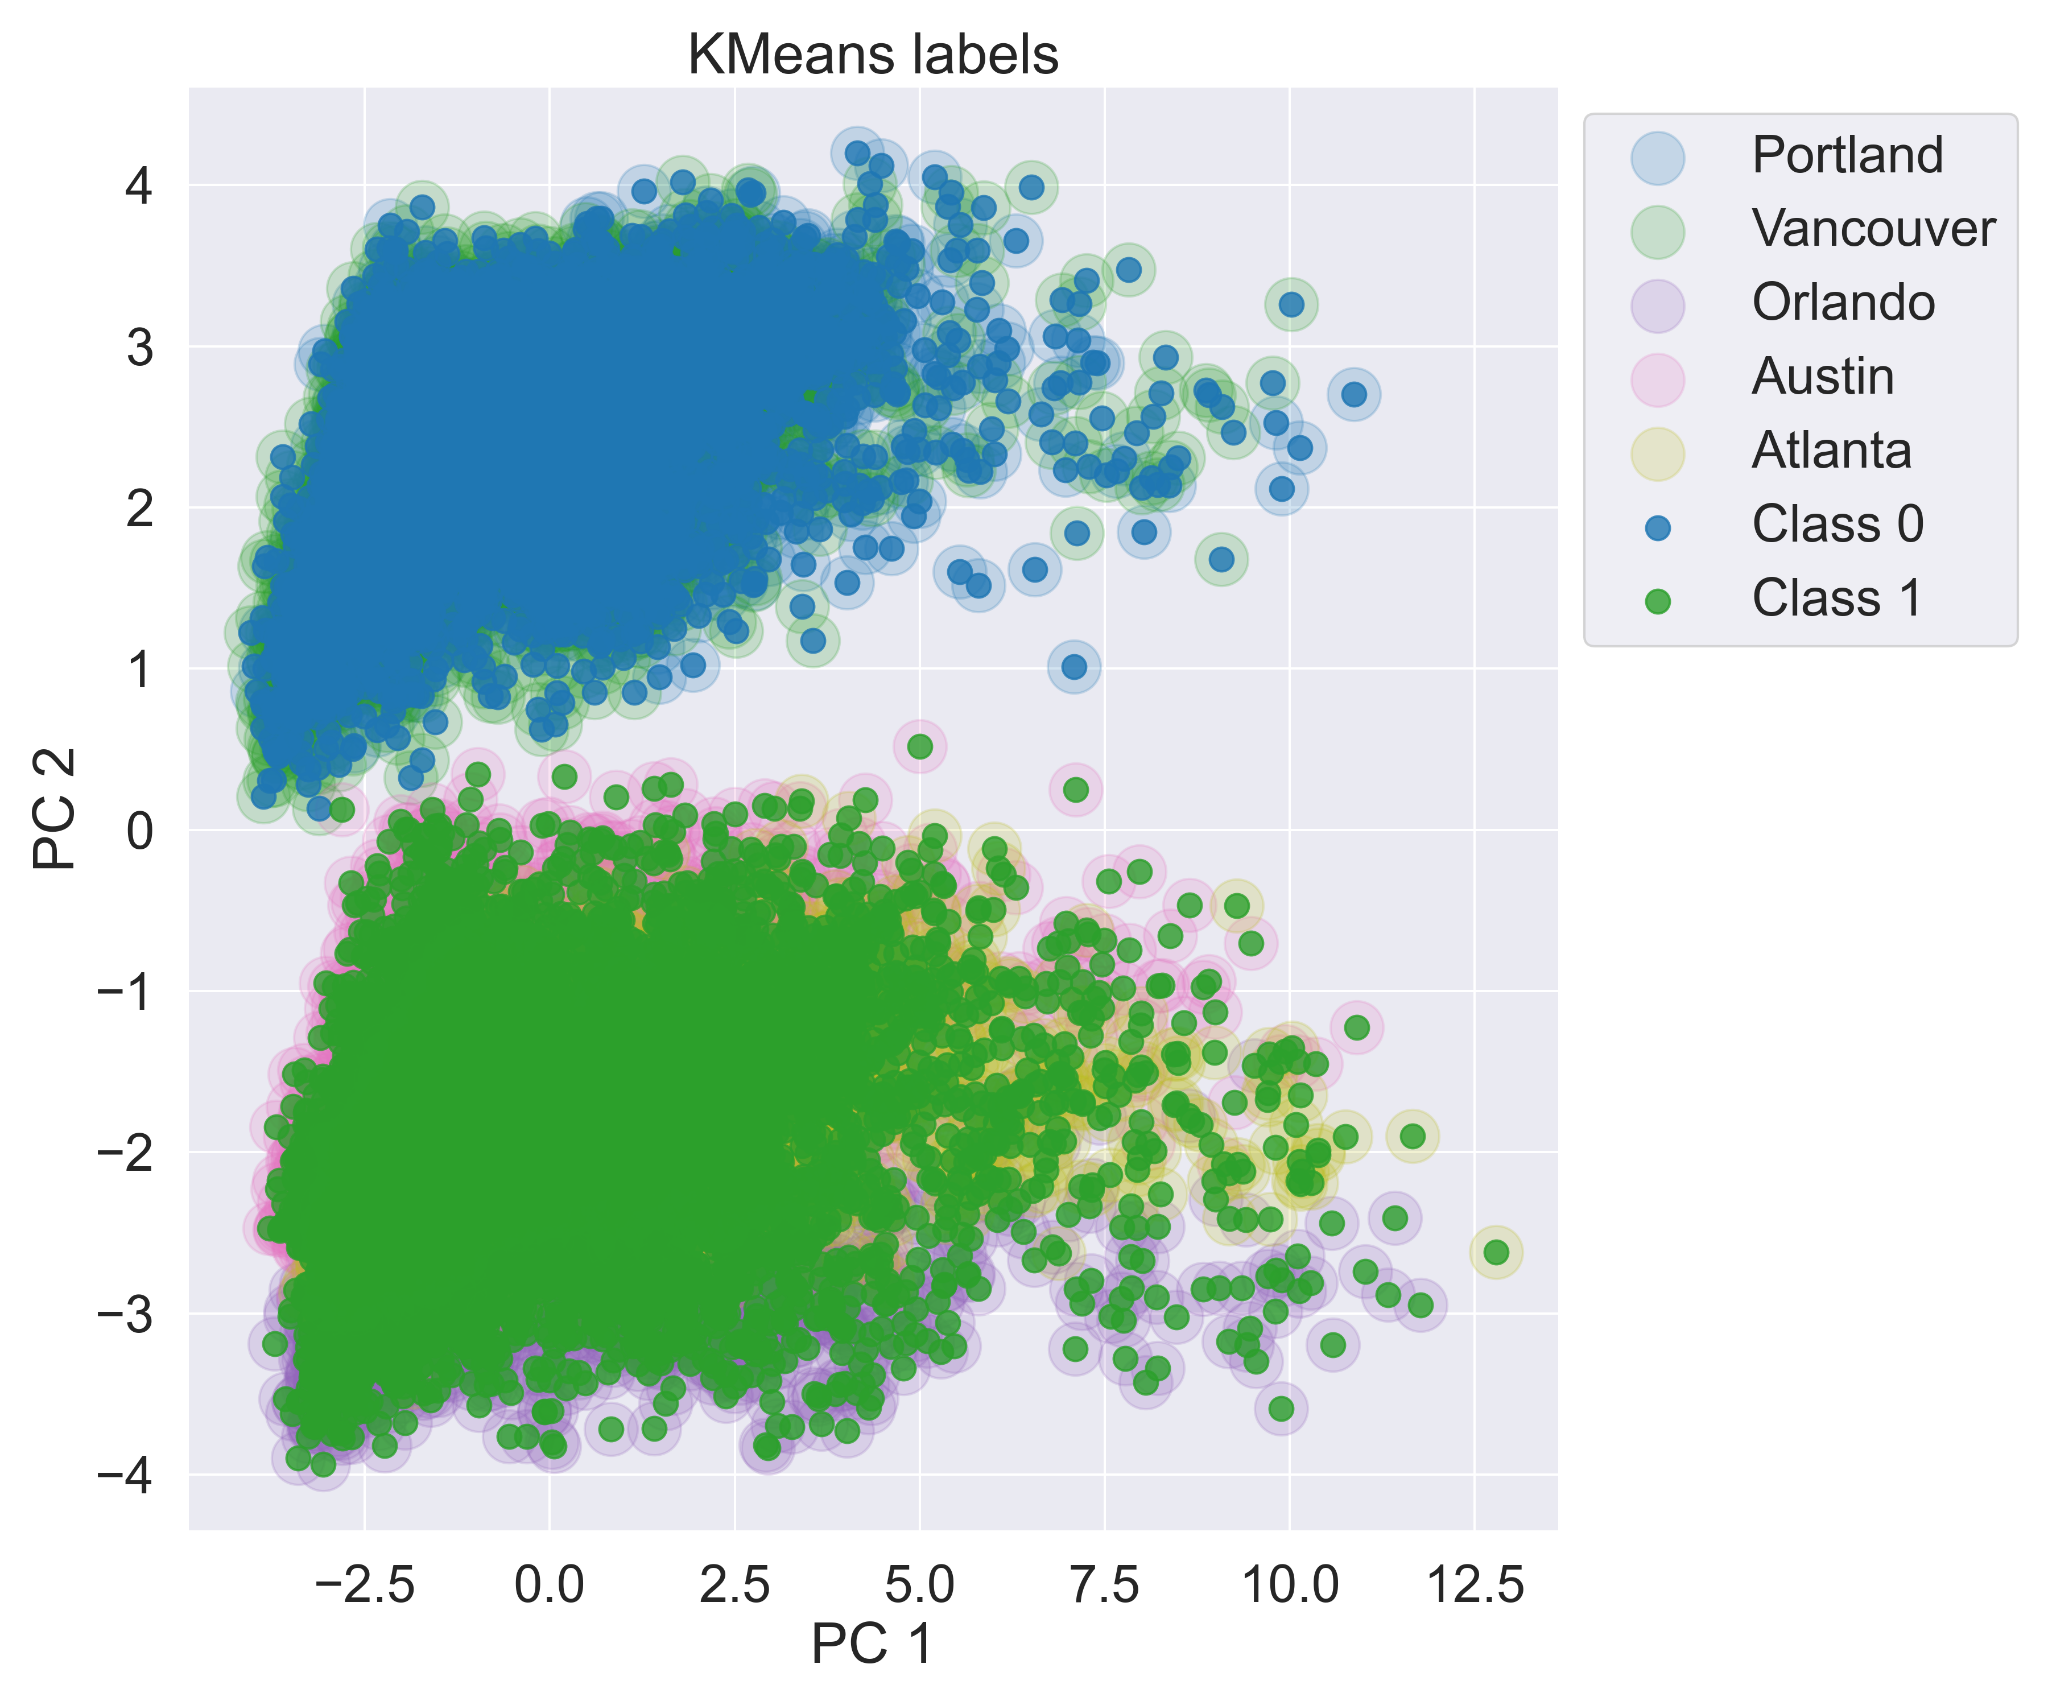 KMeans labels
Portland
Vancouver
Orlando
Austin
Atlanta
Class 0
Class 1
4
3
2
1
0
−1
−2
−3
−4
PC 2
−2.5 0.0 2.5 5.0 7.5 10.0 12.5
PC 1